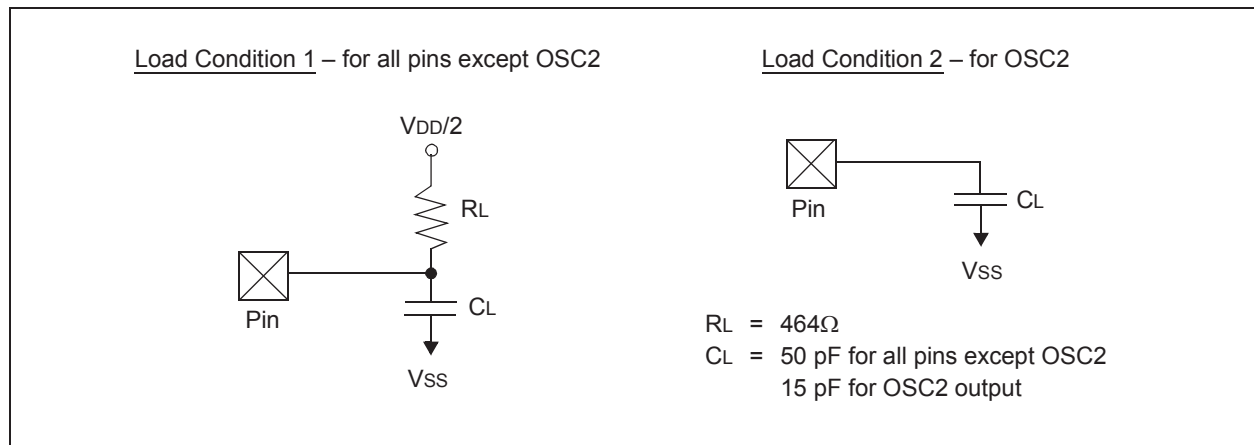 Load Condition 1 – for all pins except OSC2
VDD/2
RL
Pin
CL
VSS
Load Condition 2 – for OSC2
Pin
CL
VSS
RL = 464Ω
CL = 50 pF for all pins except OSC2
15 pF for OSC2 output